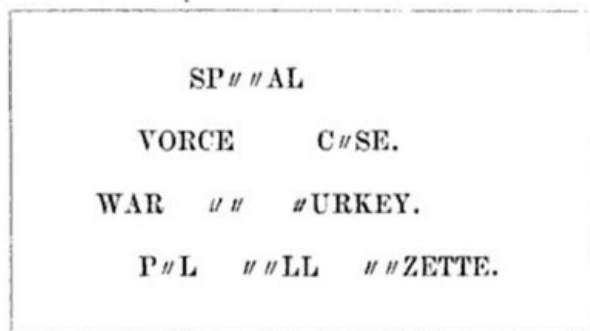 SP〃〃AL
VORCE C〃SE.
WAR 〃〃 〃URKEY.
P〃L 〃〃LL 〃〃ZETTE.